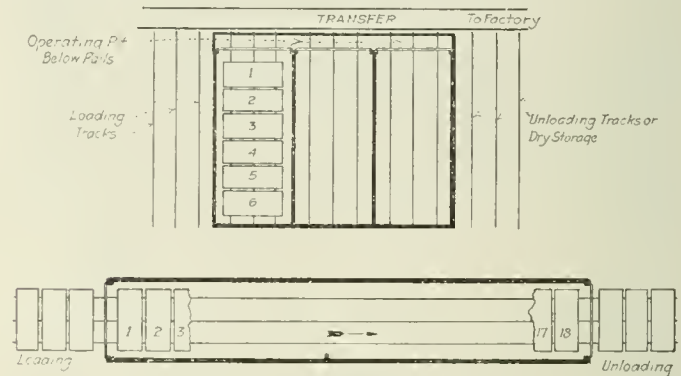 TRANSFER
To Factory
Operating Pit
Below Rails
1
2
3
4
5
6
Loading
Tracks
Unloading Tracks or
Dry Storage
1 2 3 17 18
Loading
Unloading